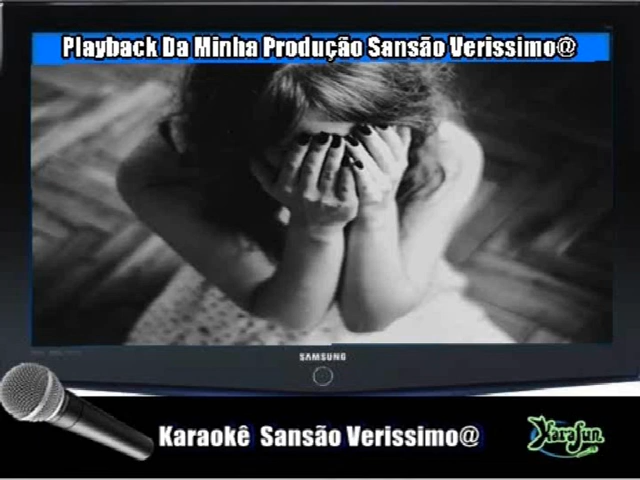 Playback Da Minha Produção Sansão Verissimo@
SAMSUNG
Karaokê Sansão Verissimo@
KaraFun